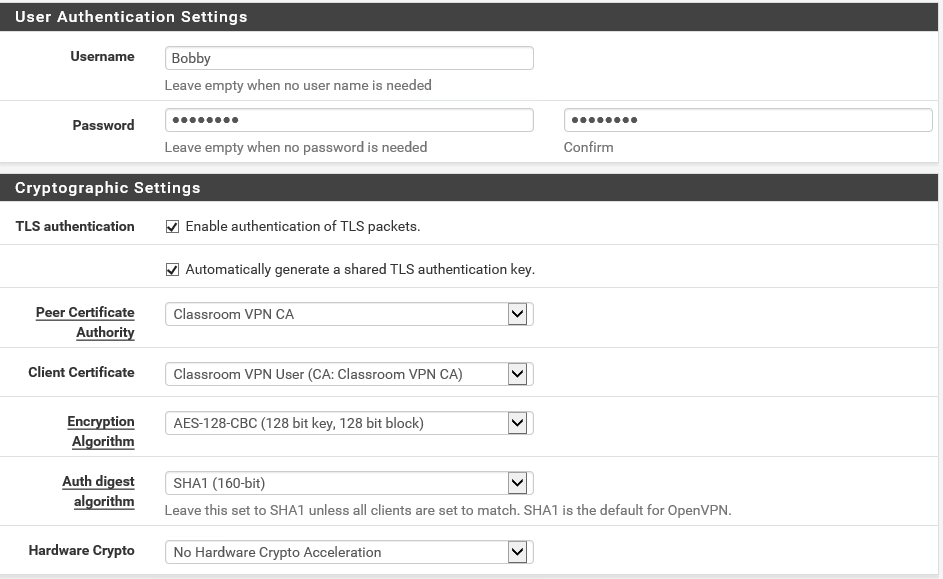 User Authentication Settings
Username
Bobby
Leave empty when no user name is needed
Password
●●●●●●●● ●●●●●●●●
Leave empty when no password is needed Confirm
Cryptographic Settings
TLS authentication Enable authentication of TLS packets.
Automatically generate a shared TLS authentication key.
Peer Certificate
Authority
Classroom VPN CA
Client Certificate Classroom VPN User (CA: Classroom VPN CA)
Encryption
Algorithm
AES-128-CBC (128 bit key, 128 bit block)
Auth digest
algorithm
SHA1 (160-bit)
Leave this set to SHA1 unless all clients are set to match. SHA1 is the default for OpenVPN.
Hardware Crypto No Hardware Crypto Acceleration